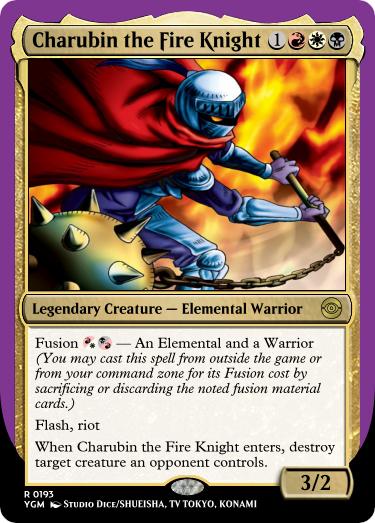 Charubin the Fire Knight 1
Legendary Creature — Elemental Warrior
Fusion — An Elemental and a Warrior
(You may cast this spell from outside the game or
from your command zone for its Fusion cost by
sacrificing or discarding the noted fusion material
cards.)
Flash, riot
When Charubin the Fire Knight enters, destroy
target creature an opponent controls.
3/2
R 0193
YGM Studio Dice/SHUEISHA, TV TOKYO, KONAMI